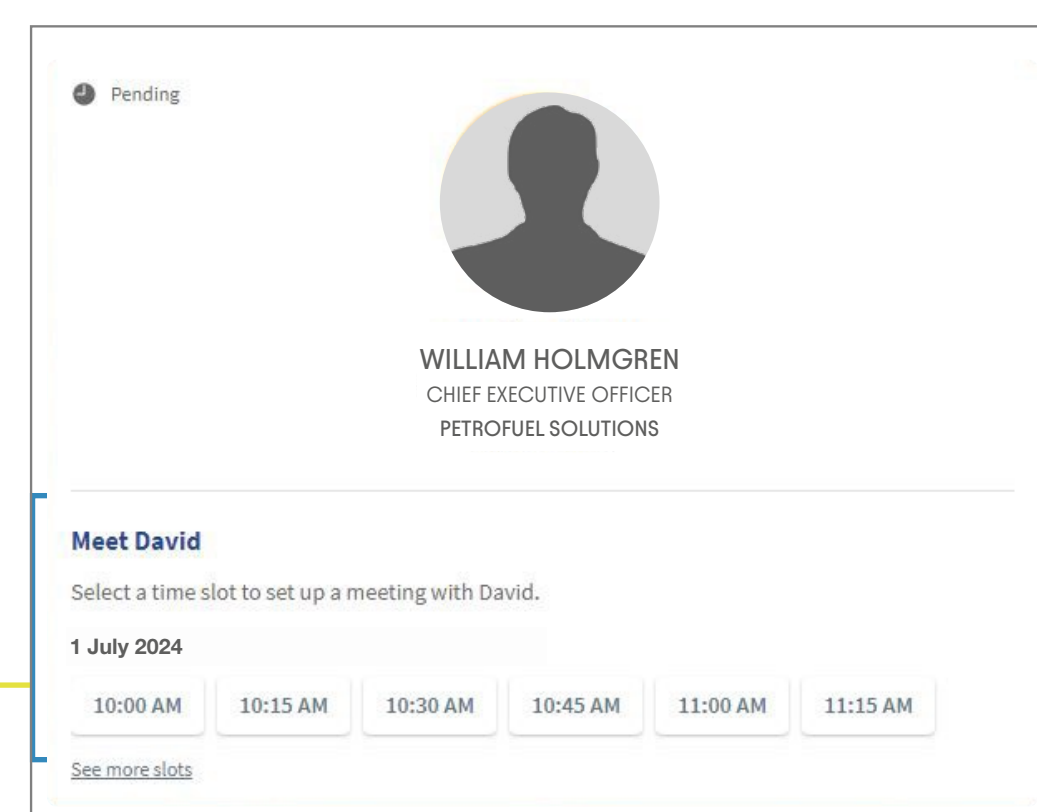 Pending
WILLIAM HOLMGREN
CHIEF EXECUTIVE OFFICER
PETROFUEL SOLUTIONS
Meet David
Select a time slot to set up a meeting with David.
1 July 2024
10:00 AM 10:15 AM 10:30 AM 10:45 AM 11:00 AM 11:15 AM
See more slots